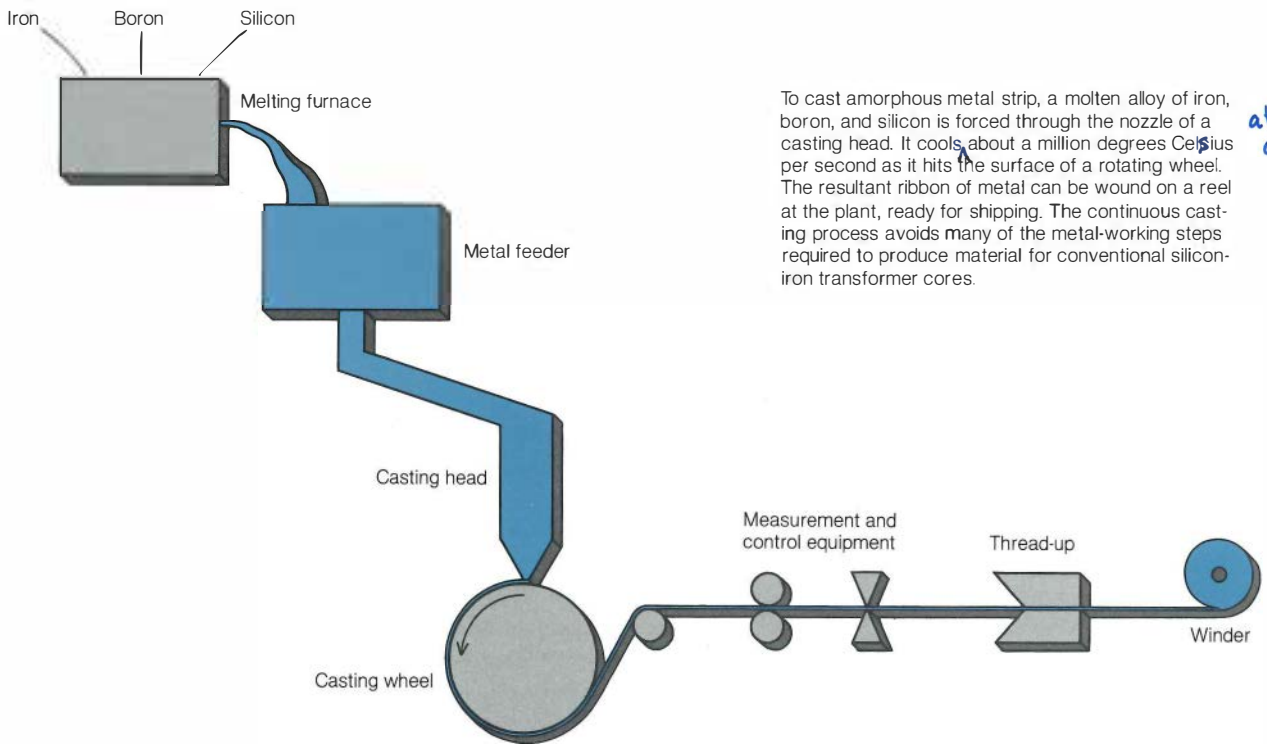 Iron Boron Silicon
Melting furnace
To cast amorphous metal strip, a molten alloy of iron,
boron, and silicon is forced through the nozzle of a
casting head. It cools about a million degrees Celsius
per second as it hits the surface of a rotating wheel.
The resultant ribbon of metal can be wound on a reel
at the plant, ready for shipping. The continuous cast-
ing process avoids many of the metal-working steps
required to produce material for conventional silicon-
iron transformer cores.
Metal feeder
Casting head
Measurement and
control equipment
Thread-up
Winder
Casting wheel